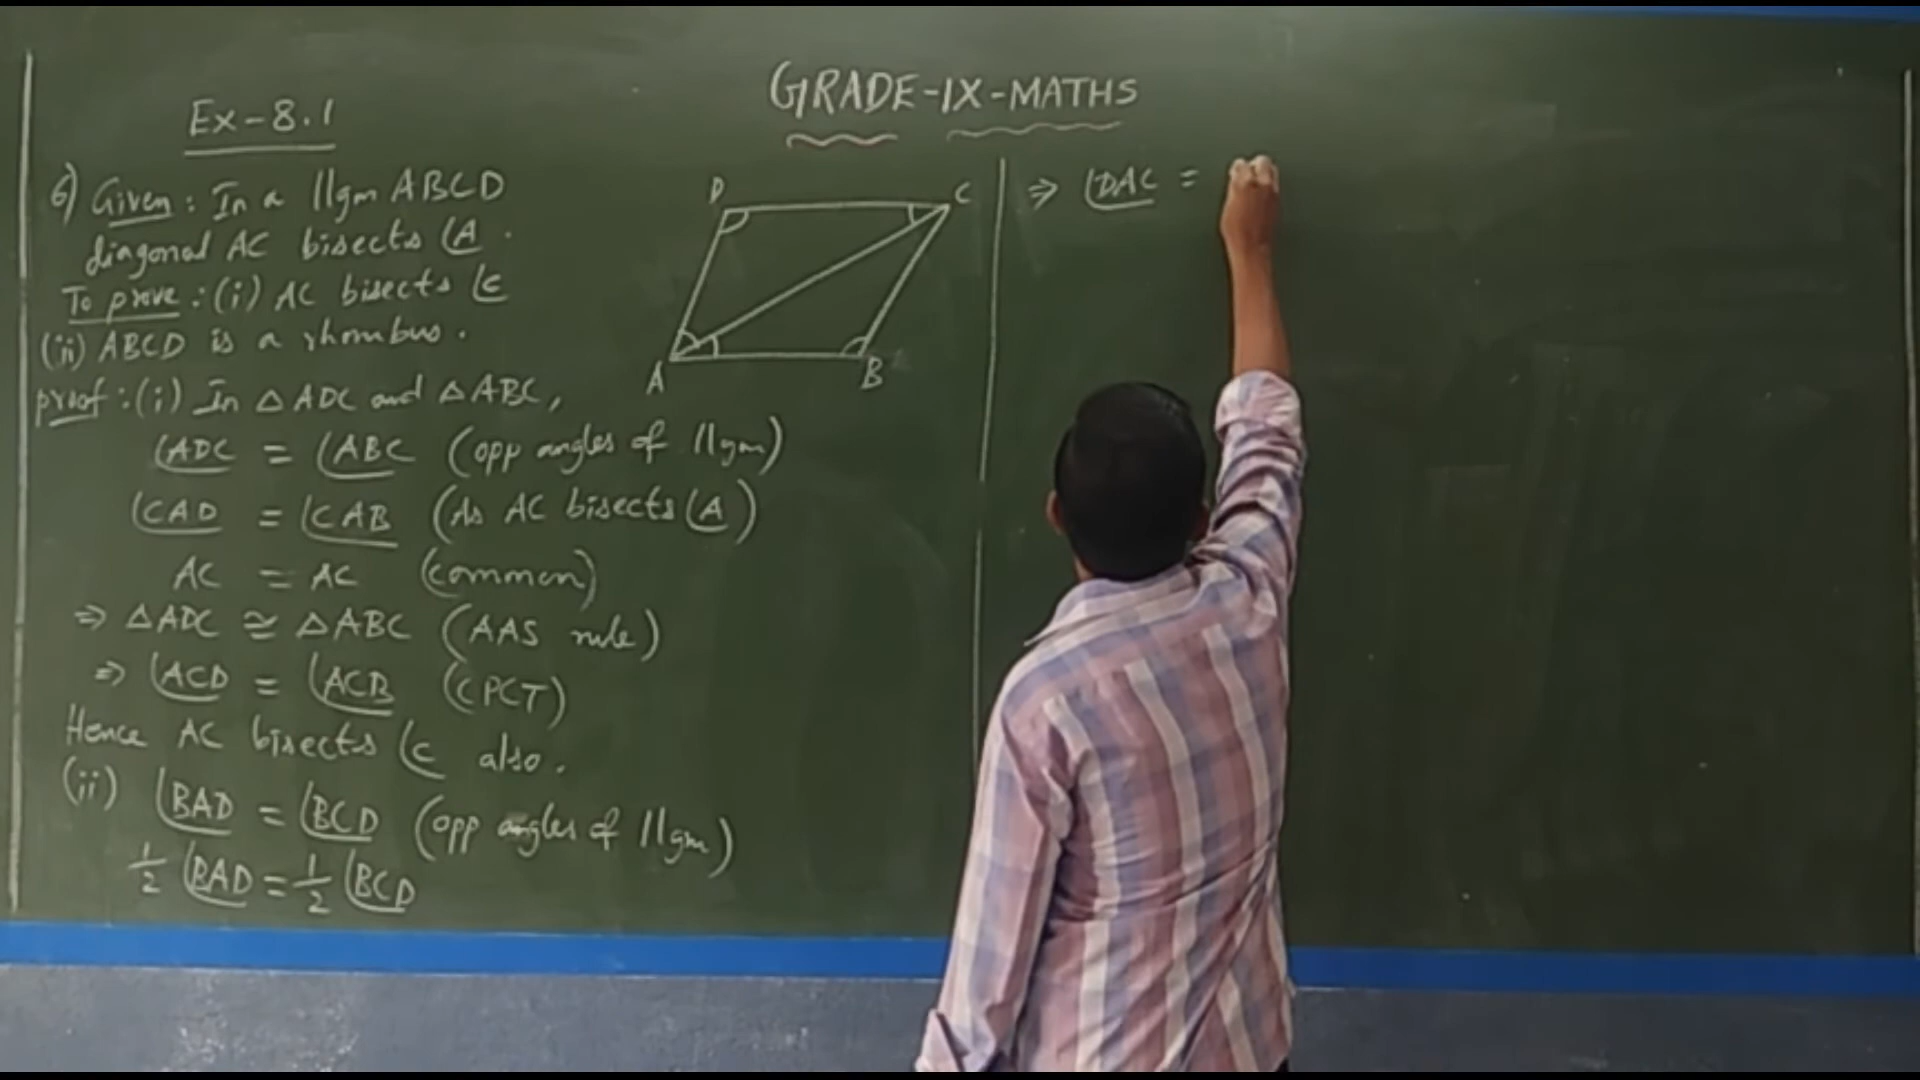 GRADE-IX-MATHS
Ex-8.1
6) Given: In a ||gm ABCD
diagonal AC bisects ∠A.
To prove: (i) AC bisects ∠C
(ii) ABCD is a rhombus.
proof: (i) In △ADC and △ABC,
∠ADC = ∠ABC (opp angles of ||gm)
∠CAD = ∠CAB (As AC bisects ∠A)
AC = AC (common)
⇒ △ADC ≅ △ABC (AAS rule)
⇒ ∠ACD = ∠ACB (CPCT)
Hence AC bisects ∠C also.
(ii) ∠BAD = ∠BCD (opp angles of ||gm)
1/2 ∠BAD = 1/2 ∠BCD
D
C
A
B
⇒ ∠DAC =